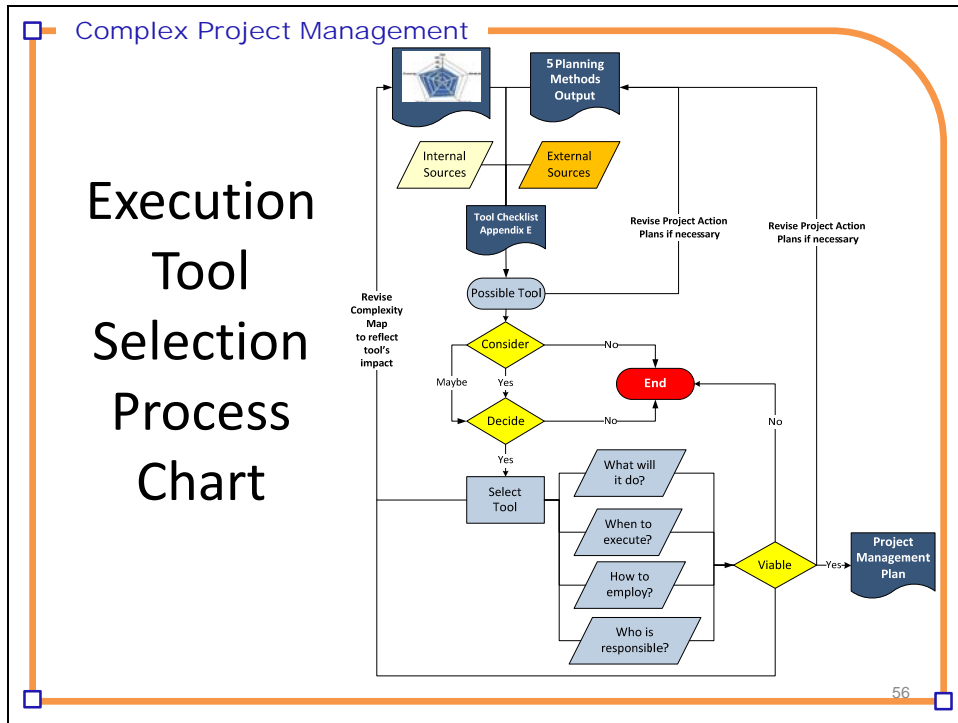 Complex Project Management
Execution
Tool
Selection
Process
Chart
5 Planning
Methods
Output
Internal
Sources
External
Sources
Tool Checklist
Appendix E
Revise Project Action
Plans if necessary
Revise Project Action
Plans if necessary
Possible Tool
Revise
Complexity
Map
to reflect
tool's
impact
Consider
No
Maybe
Yes
End
Decide
No
No
Yes
Select
Tool
What will
it do?
When to
execute?
How to
employ?
Who is
responsible?
Viable
Yes
Project
Management
Plan
56